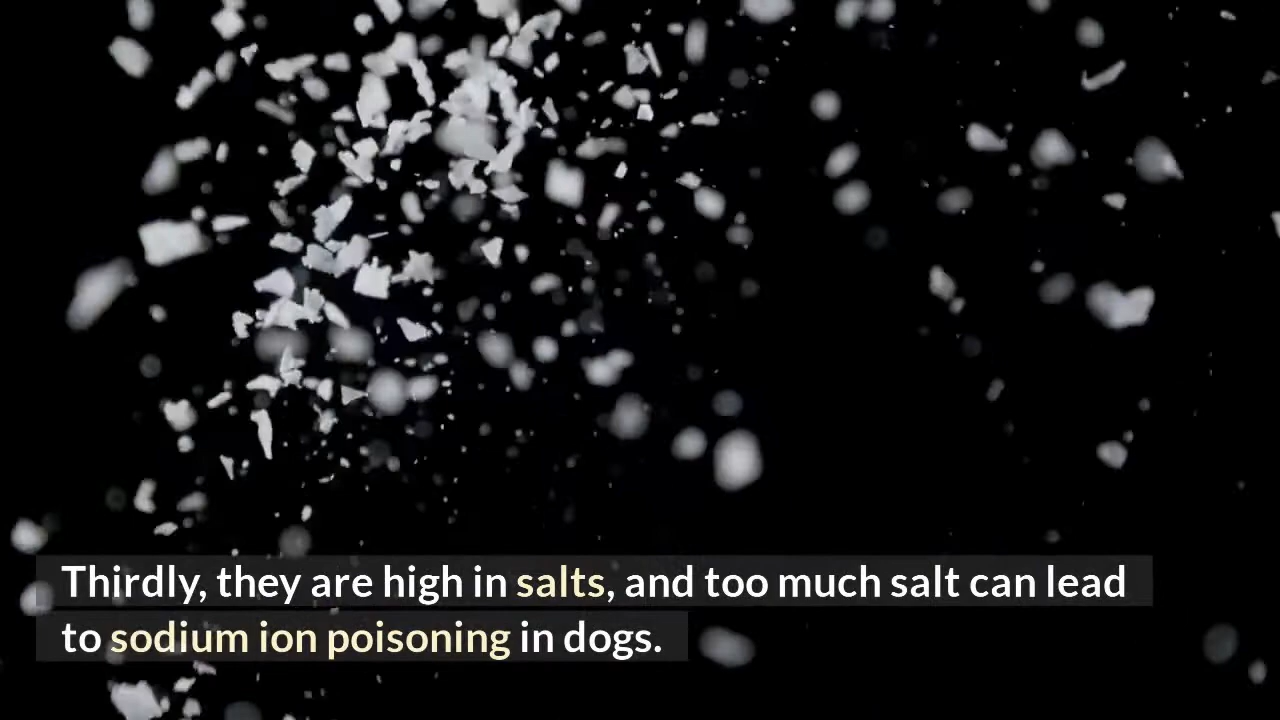 Thirdly, they are high in salts, and too much salt can lead
to sodium ion poisoning in dogs.